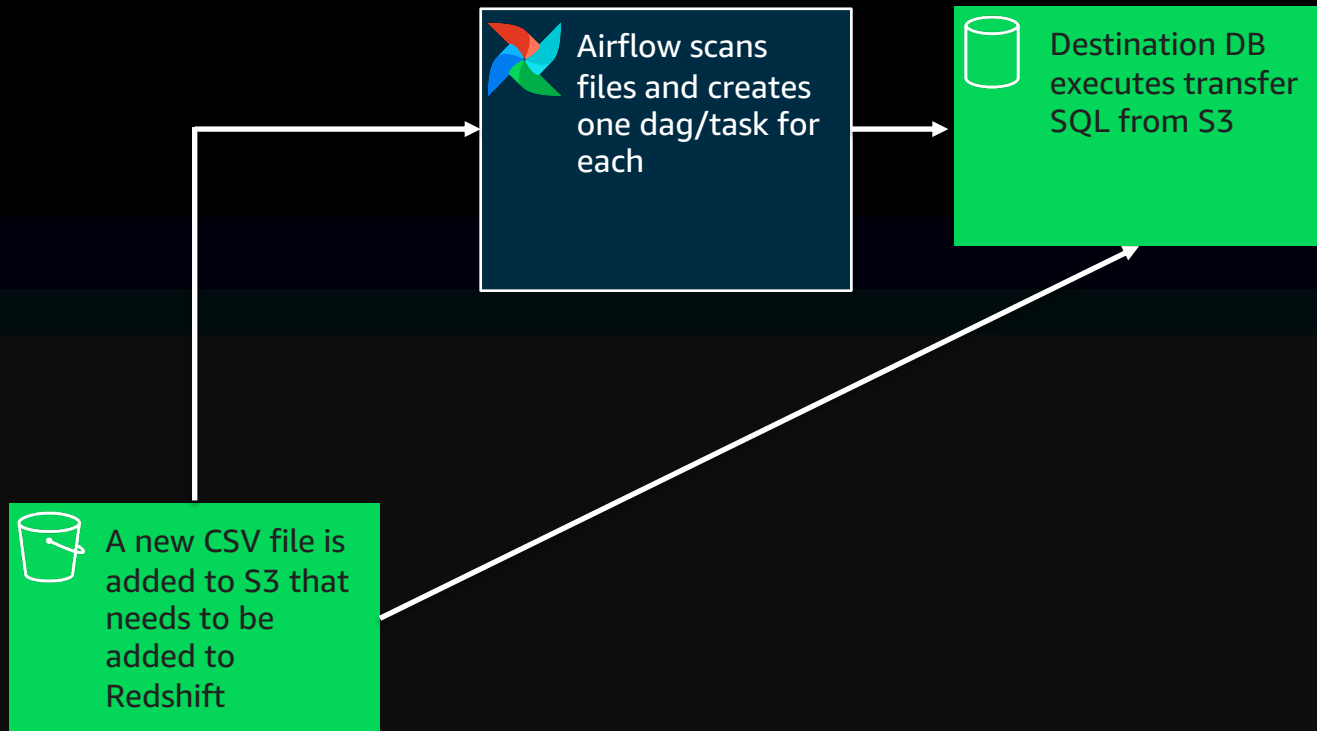 Airflow scans
files and creates
one dag/task for
each
Destination DB
executes transfer
SQL from S3
A new CSV file is
added to S3 that
needs to be
added to
Redshift